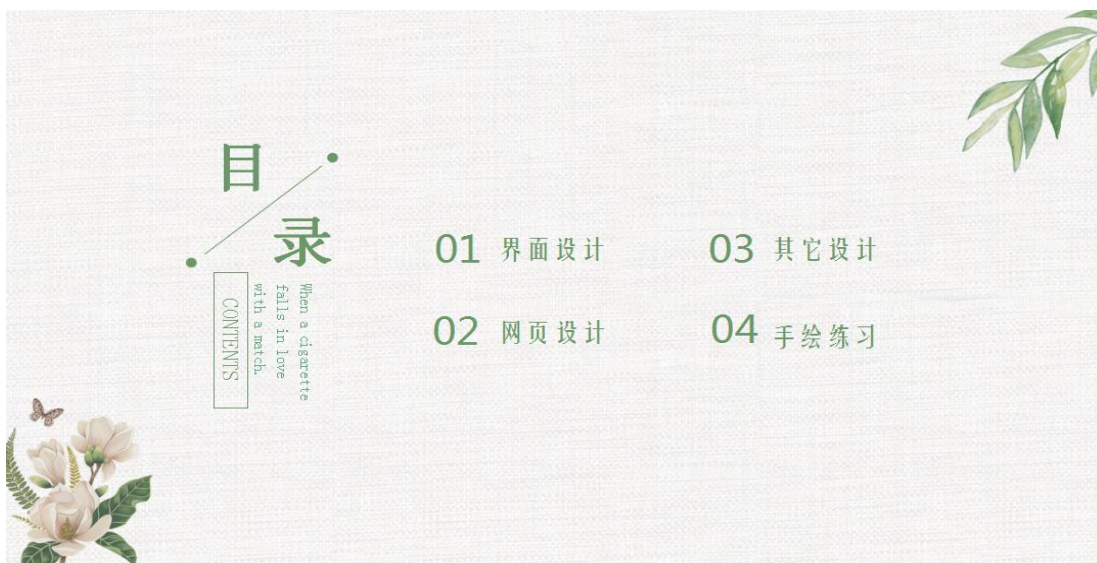 目
录
CONTENTS
When a cigarette
falls in love
with a match.
01 界面设计
02 网页设计
03 其它设计
04 手绘练习